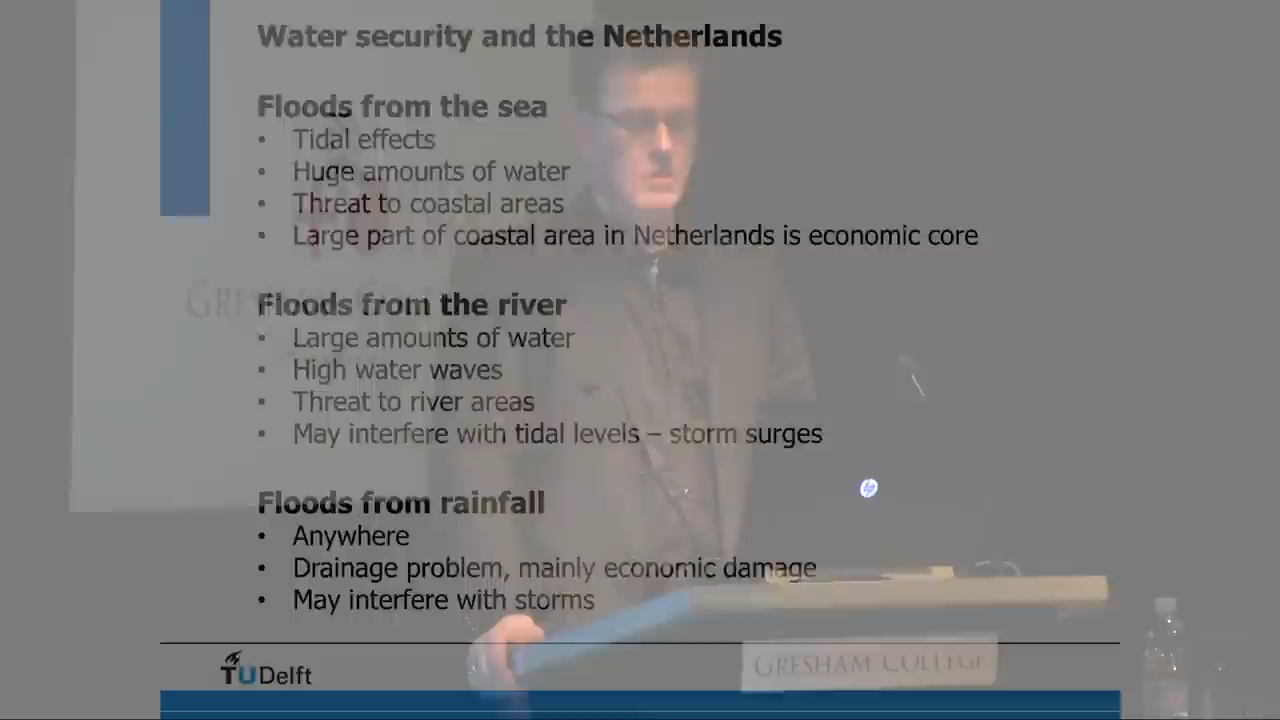 Water security and the Netherlands
Floods from the sea
• Tidal effects
• Huge amounts of water
• Threat to coastal areas
• Large part of coastal area in Netherlands is economic core
Floods from the river
• Large amounts of water
• High water waves
• Threat to river areas
• May interfere with tidal levels – storm surges
Floods from rainfall
• Anywhere
• Drainage problem, mainly economic damage
• May interfere with storms
TUDelft
GRESHAM COLLEGE
hp